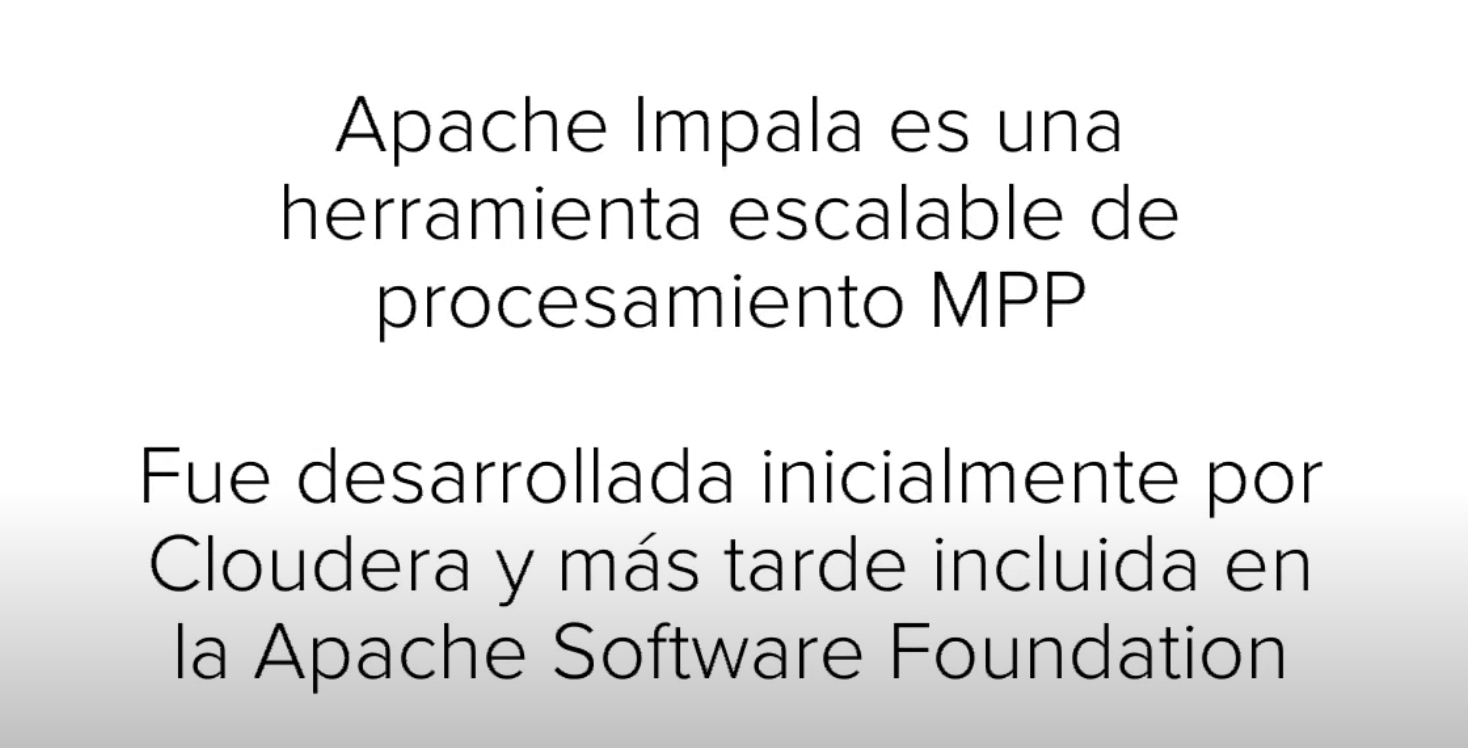 Apache Impala es una
herramienta escalable de
procesamiento MPP
Fue desarrollada inicialmente por
Cloudera y más tarde incluida en
la Apache Software Foundation